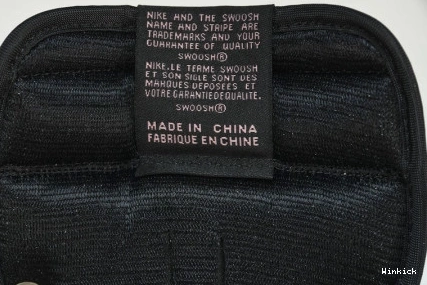 NIKE AND THE SWOOSH
NAME AND STRIPE ARE
TRADEMARKS AND YOUR
GUARANTEE OF QUALITY
SWOOSH®
NIKE.LE TERME SWOOSH
ET SON SIGLE SONT DES
MARQUES DEPOSÉES ET
VOTRE GARANTIE DE QUALITE.
SWOOSH®
MADE IN CHINA
FABRIQUE EN CHINE
Winkick